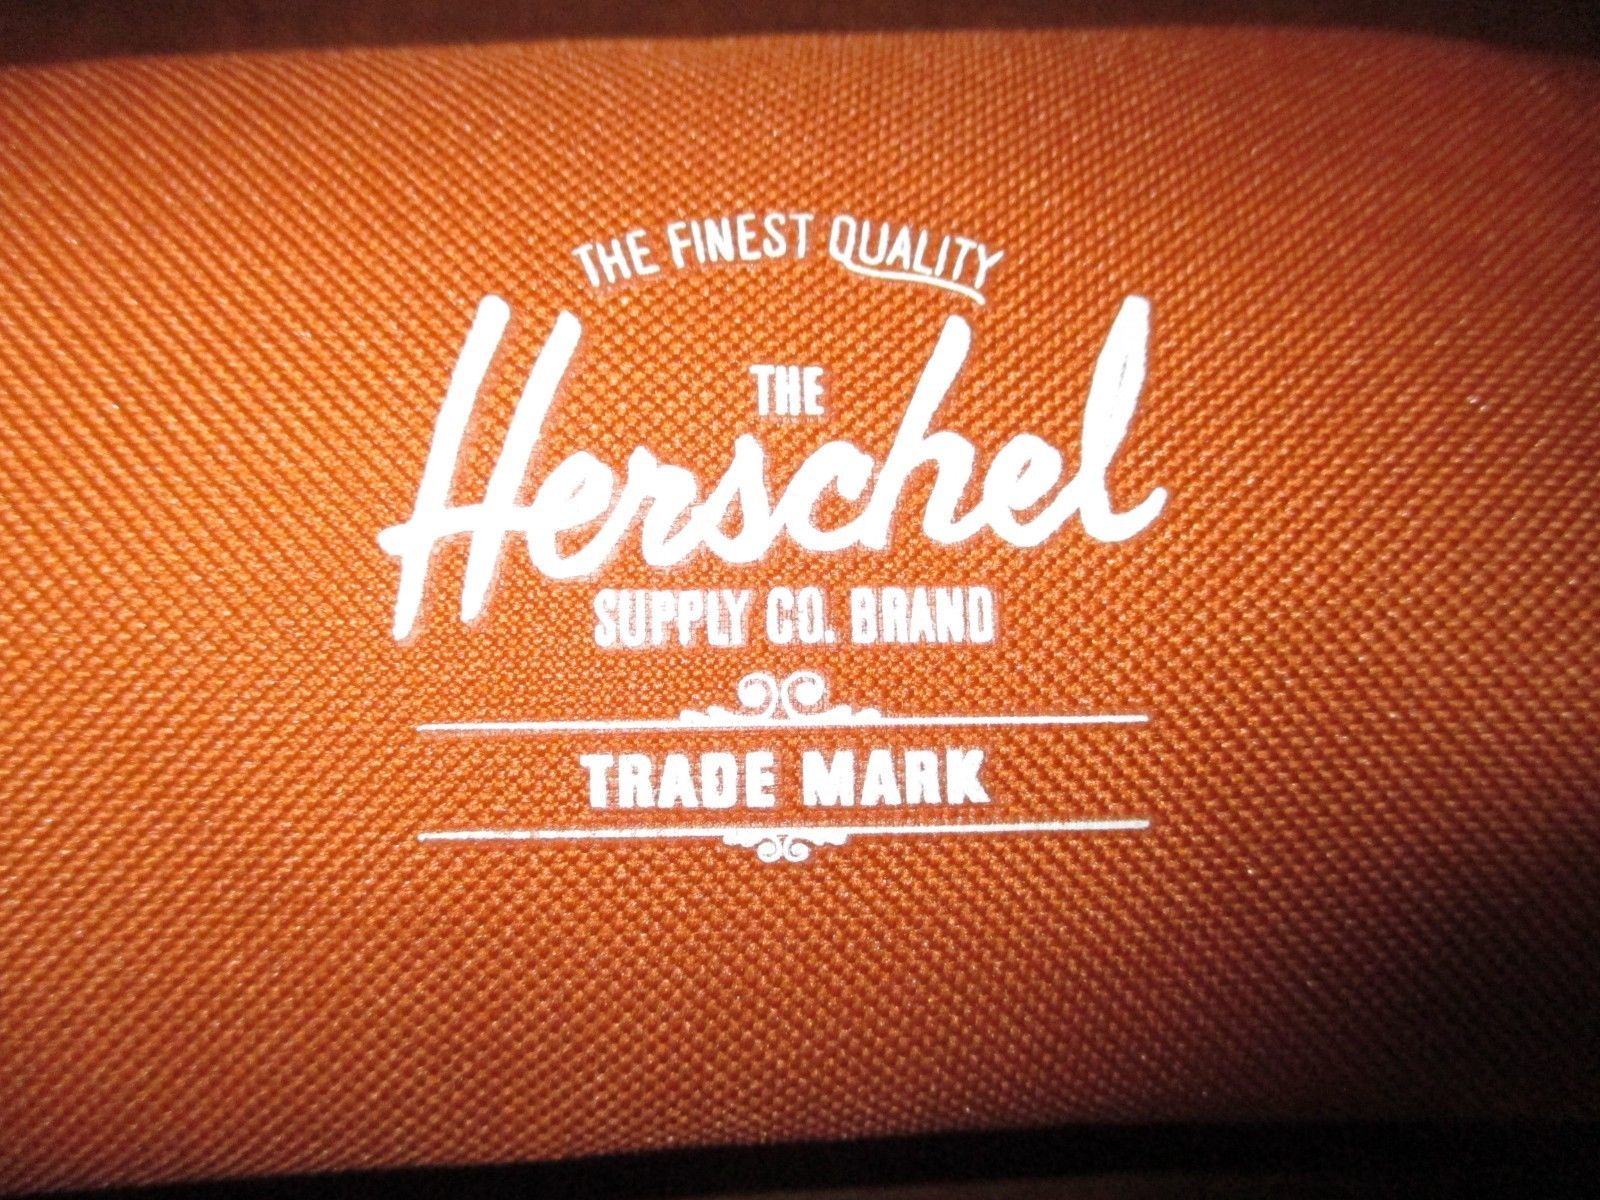 THE FINEST QUALITY
THE
Herschel
SUPPLY CO. BRAND
TRADE MARK